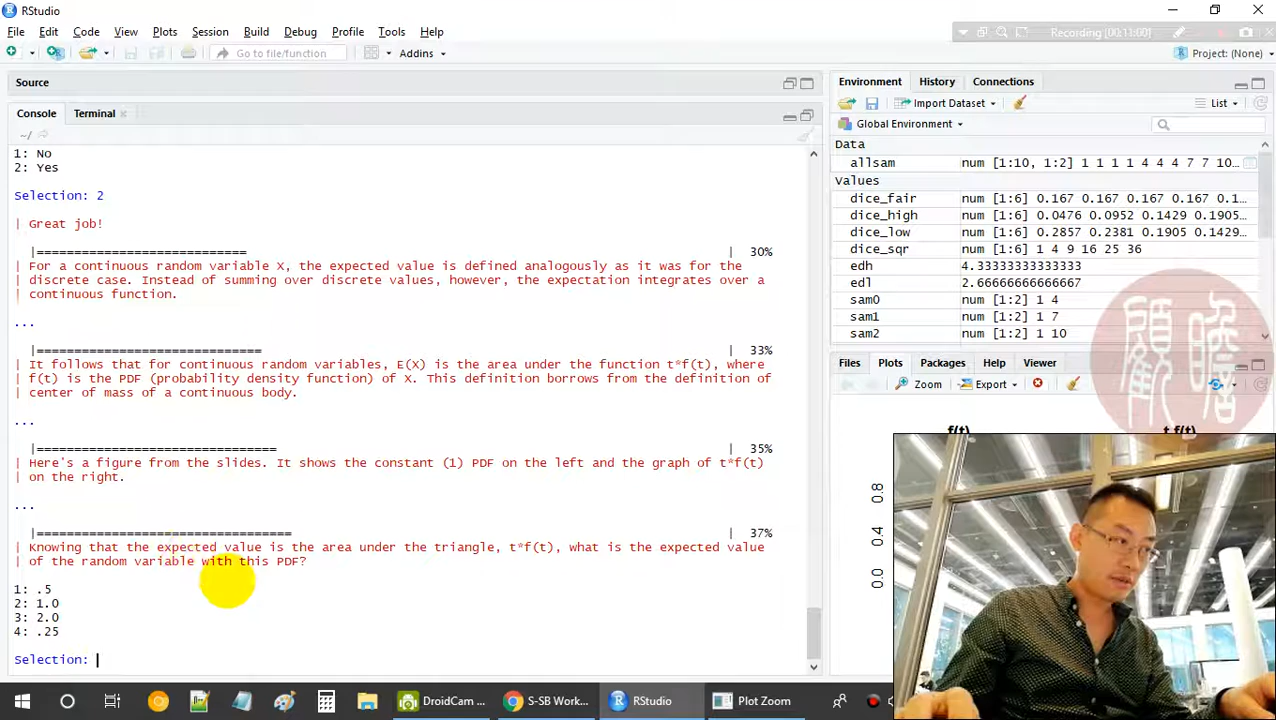 RStudio
File Edit Code View Plots Session Build Debug Profile Tools Help
Recording [00:11:00]
Go to file/function Addins Project: (None)
Source
Console Terminal
~/
1: No
2: Yes
Selection: 2
| Great job!
|============================ | 30%
| For a continuous random variable X, the expected value is defined analogously as it was for the
| discrete case. Instead of summing over discrete values, however, the expectation integrates over a
| continuous function.
...
|============================== | 33%
| It follows that for continuous random variables, E(X) is the area under the function t*f(t), where
| f(t) is the PDF (probability density function) of X. This definition borrows from the definition of
| center of mass of a continuous body.
...
|================================ | 35%
| Here's a figure from the slides. It shows the constant (1) PDF on the left and the graph of t*f(t)
| on the right.
...
|================================== | 37%
| Knowing that the expected value is the area under the triangle, t*f(t), what is the expected value
| of the random variable with this PDF?
1: .5
2: 1.0
3: 2.0
4: .25
Selection:
Environment History Connections
Import Dataset List
Global Environment
Data
allsam num [1:10, 1:2] 1 1 1 1 4 4 4 7 7 10...
Values
dice_fair num [1:6] 0.167 0.167 0.167 0.167 0.1...
dice_high num [1:6] 0.0476 0.0952 0.1429 0.1905...
dice_low num [1:6] 0.2857 0.2381 0.1905 0.1429...
dice_sqr num [1:6] 1 4 9 16 25 36
edh 4.33333333333333
edl 2.66666666666667
sam0 num [1:2] 1 4
sam1 num [1:2] 1 7
sam2 num [1:2] 1 10
Files Plots Packages Help Viewer
Zoom Export
f(t) t f(t)
0.8
0.4
0.0
DroidCam ... S-SB Work... RStudio Plot Zoom